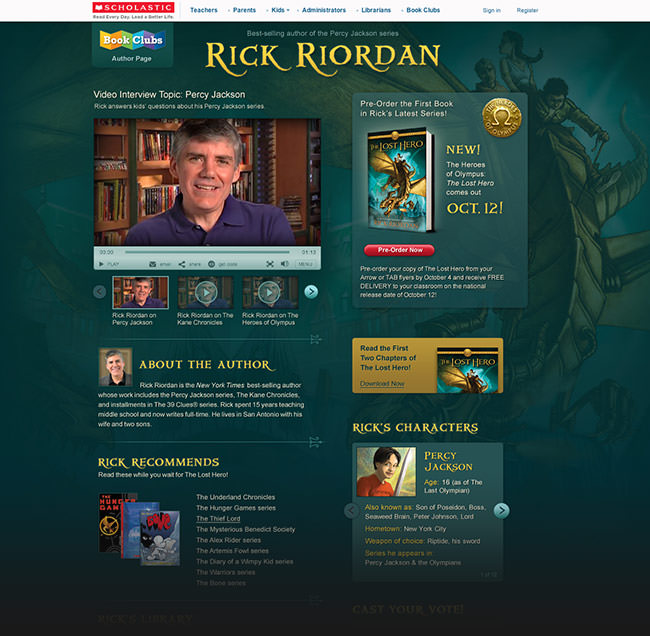 SCHOLASTIC
Read Every Day. Lead a Better Life.
Teachers
Parents
Kids
Administrators
Librarians
Book Clubs
Sign in
Register
Book Clubs
Author Page
Best-selling author of the Percy Jackson series
RICK RIORDAN
Video Interview Topic: Percy Jackson
Rick answers kids' questions about his Percy Jackson series.
00:00
01:13
PLAY
email
share
get code
MENU
Rick Riordan on
Percy Jackson
Rick Riordan on The
Kane Chronicles
Rick Riordan on The
Heroes of Olympus
ABOUT THE AUTHOR
Rick Riordan is the New York Times best-selling author
whose work includes the Percy Jackson series, The Kane Chronicles,
and installments in The 39 Clues® series. Rick spent 15 years teaching
middle school and now writes full-time. He lives in San Antonio with his
wife and two sons.
RICK RECOMMENDS
Read these while you wait for The Lost Hero!
THE
HUNGER
GAMES
BONE
The Underland Chronicles
The Hunger Games series
The Thief Lord
The Mysterious Benedict Society
The Alex Rider series
The Artemis Fowl series
The Diary of a Wimpy Kid series
The Warriors series
The Bone series
RICK'S LIBRARY
Pre-Order the First Book
in Rick's Latest Series!
THE HEROES
OF OLYMPUS
THE LOST HERO
RICK RIORDAN
NEW!
The Heroes
of Olympus:
The Lost Hero
comes out
OCT. 12!
Pre-Order Now
Pre-order your copy of The Lost Hero from your
Arrow or TAB flyers by October 4 and receive FREE
DELIVERY to your classroom on the national
release date of October 12!
Read the First
Two Chapters of
The Lost Hero!
Download Now
THE LOST HERO
RICK'S CHARACTERS
PERCY
JACKSON
Age: 16 (as of The
Last Olympian)
Also known as: Son of Poseidon, Boss,
Seaweed Brain, Peter Johnson, Lord
Hometown: New York City
Weapon of choice: Riptide, his sword
Series he appears in:
Percy Jackson & the Olympians
1 of 12
CAST YOUR VOTE!